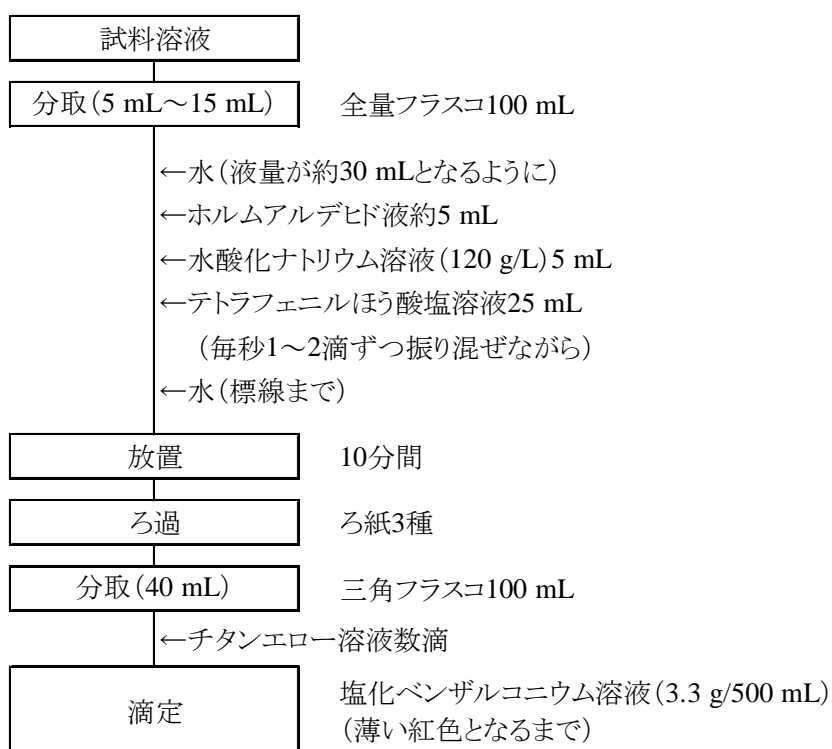 試料溶液
分取(5 mL～15 mL) 全量フラスコ100 mL
←水(液量が約30 mLとなるように)
←ホルムアルデヒド液約5 mL
←水酸化ナトリウム溶液(120 g/L)5 mL
←テトラフェニルほう酸塩溶液25 mL
(毎秒1～2滴ずつ振り混ぜながら)
←水(標線まで)
放置 10分間
ろ過 ろ紙3種
分取(40 mL) 三角フラスコ100 mL
←チタンエロー溶液数滴
滴定 塩化ベンザルコニウム溶液(3.3 g/500 mL)
(薄い紅色となるまで)